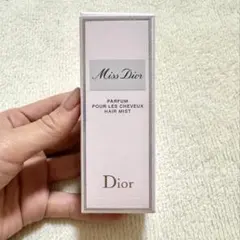 Miss Dior
PARFUM
POUR LES CHEVEUX
HAIR MIST
Dior